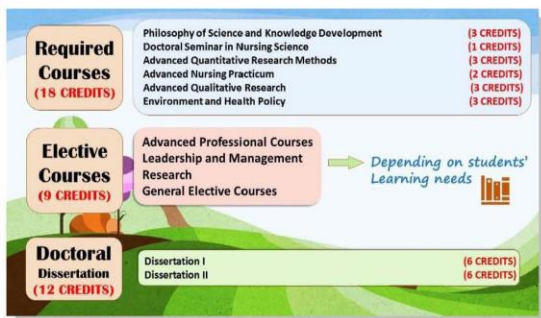 Required
Courses
(18 CREDITS)
Philosophy of Science and Knowledge Development (3 CREDITS)
Doctoral Seminar in Nursing Science (1 CREDITS)
Advanced Quantitative Research Methods (3 CREDITS)
Advanced Nursing Practicum (2 CREDITS)
Advanced Qualitative Research (3 CREDITS)
Environment and Health Policy (3 CREDITS)
Elective
Courses
(9 CREDITS)
Advanced Professional Courses
Leadership and Management
Research
General Elective Courses
Depending on students'
Learning needs
Doctoral
Dissertation
(12 CREDITS)
Dissertation I (6 CREDITS)
Dissertation II (6 CREDITS)